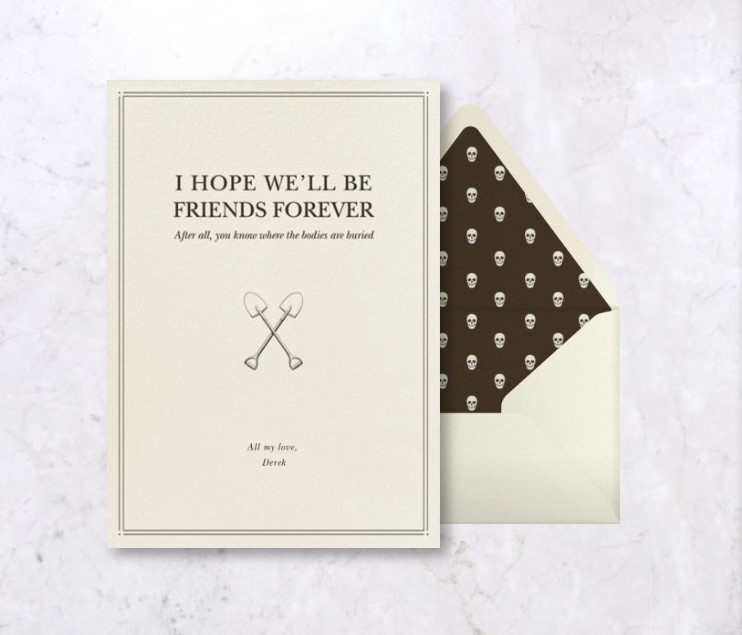 I HOPE WE’LL BE
FRIENDS FOREVER
After all, you know where the bodies are buried
All my love,
Derek